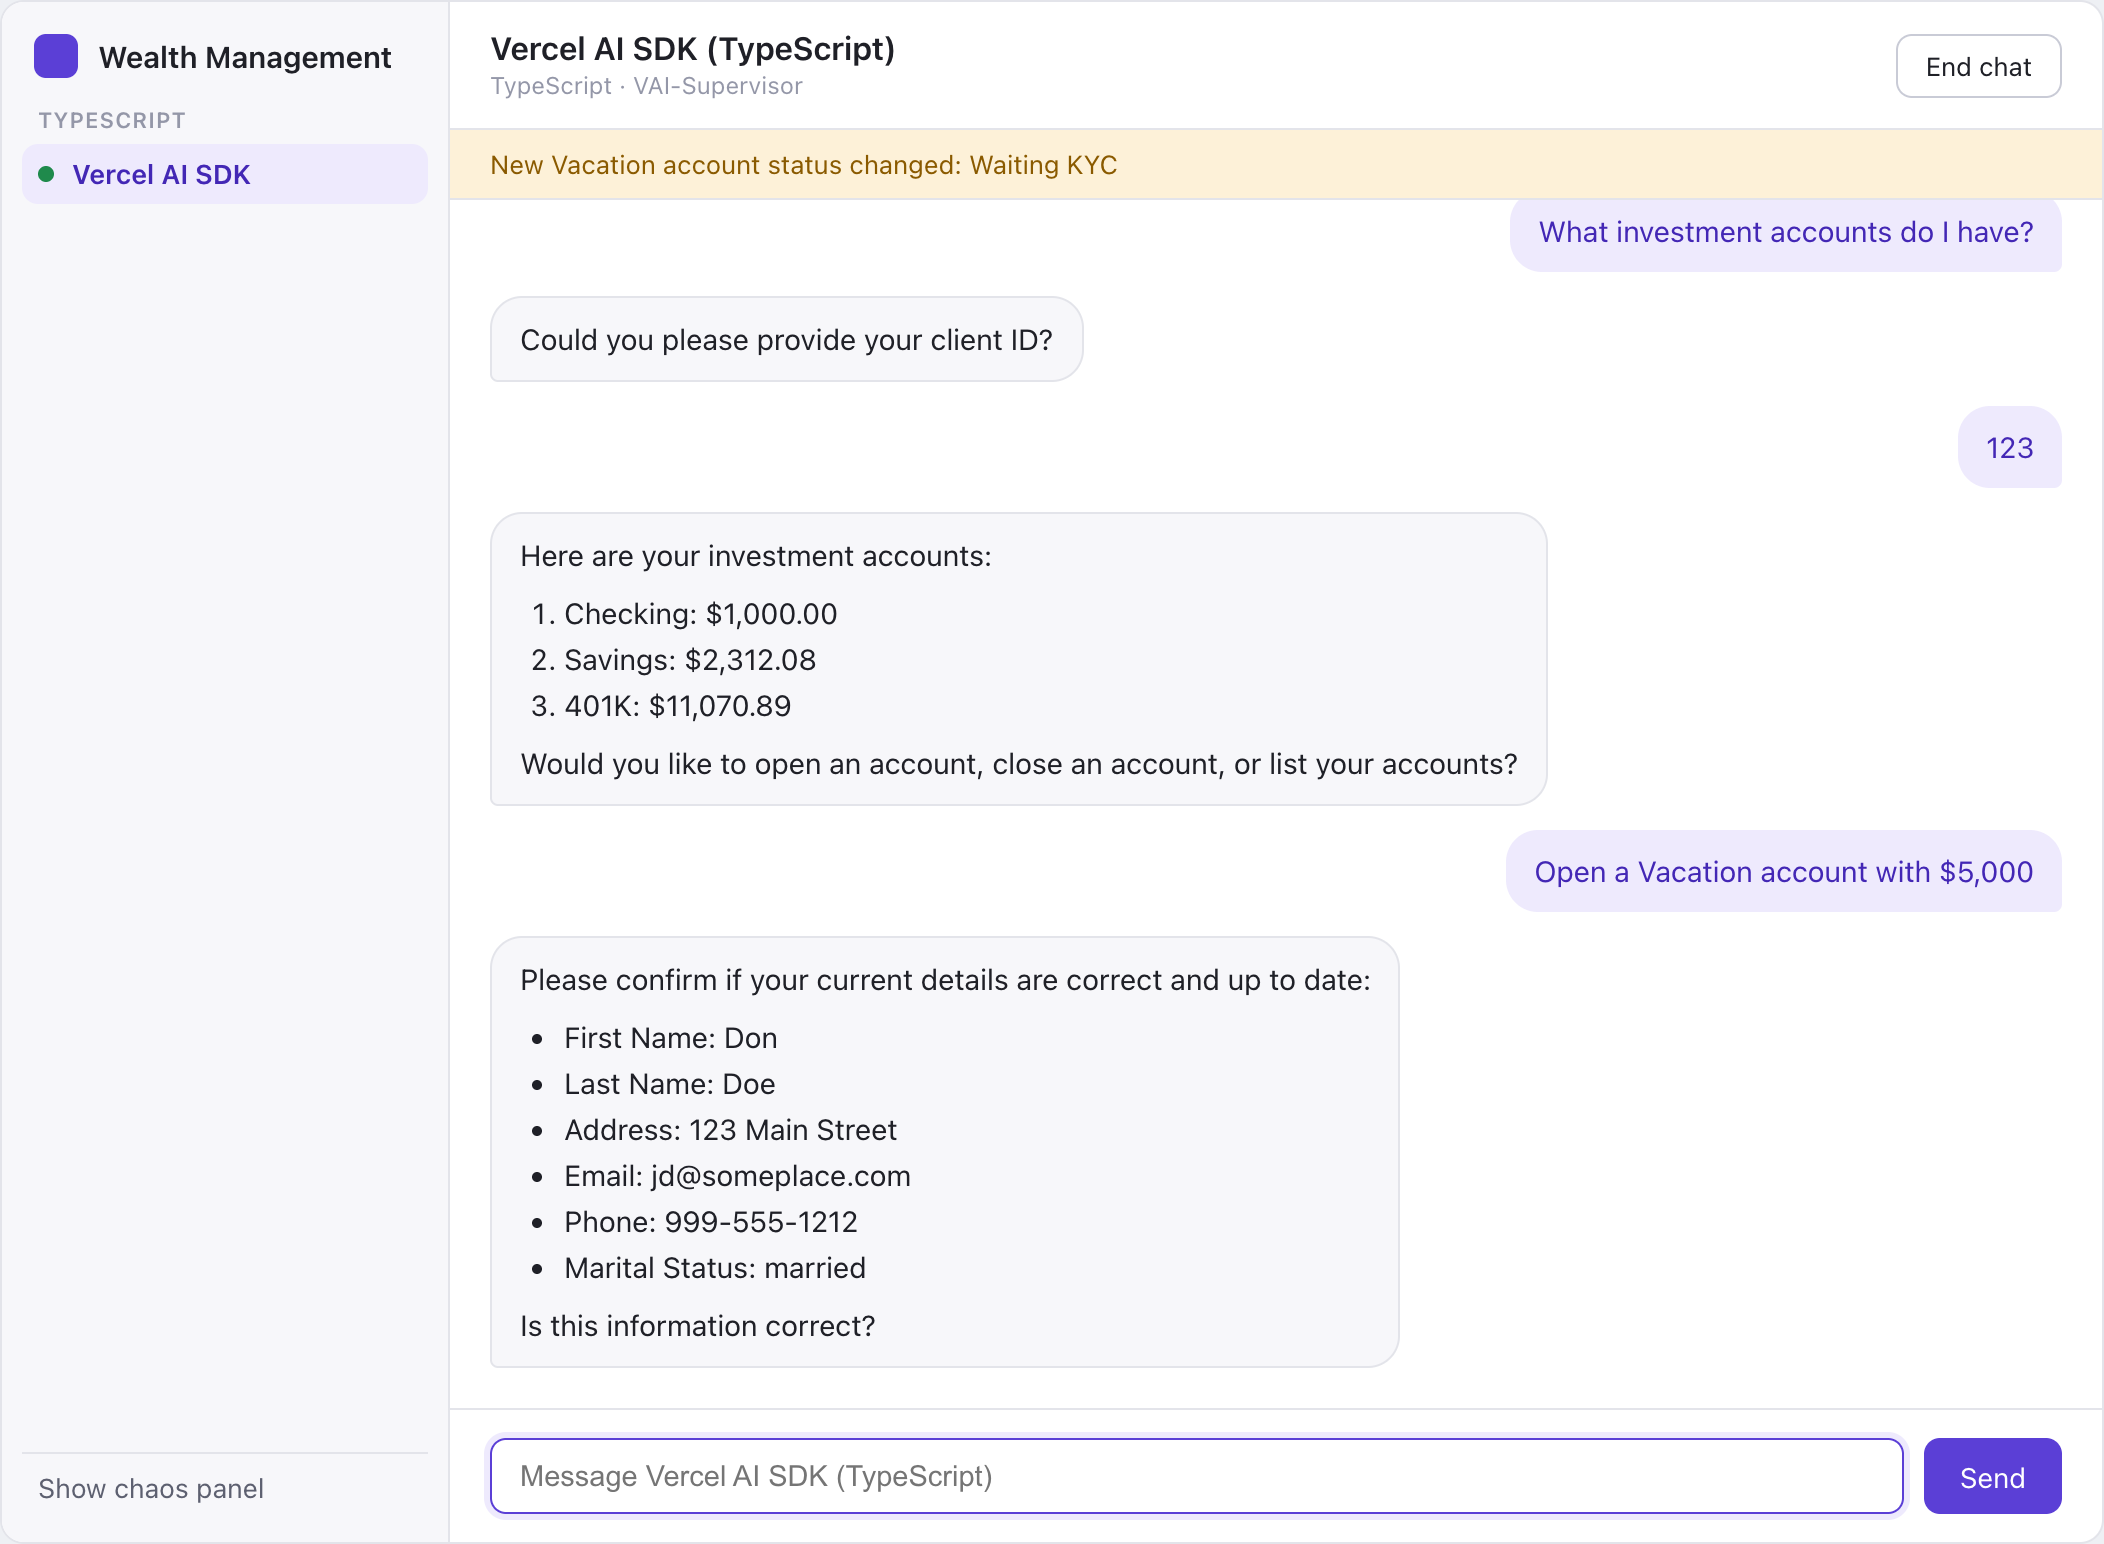 Wealth Management
TYPESCRIPT
Vercel AI SDK
Show chaos panel
Vercel AI SDK (TypeScript)
TypeScript · VAI-Supervisor
End chat
New Vacation account status changed: Waiting KYC
What investment accounts do I have?
Could you please provide your client ID?
123
Here are your investment accounts:
1. Checking: $1,000.00
2. Savings: $2,312.08
3. 401K: $11,070.89
Would you like to open an account, close an account, or list your accounts?
Open a Vacation account with $5,000
Please confirm if your current details are correct and up to date:
• First Name: Don
• Last Name: Doe
• Address: 123 Main Street
• Email: jd@someplace.com
• Phone: 999-555-1212
• Marital Status: married
Is this information correct?
Message Vercel AI SDK (TypeScript)
Send